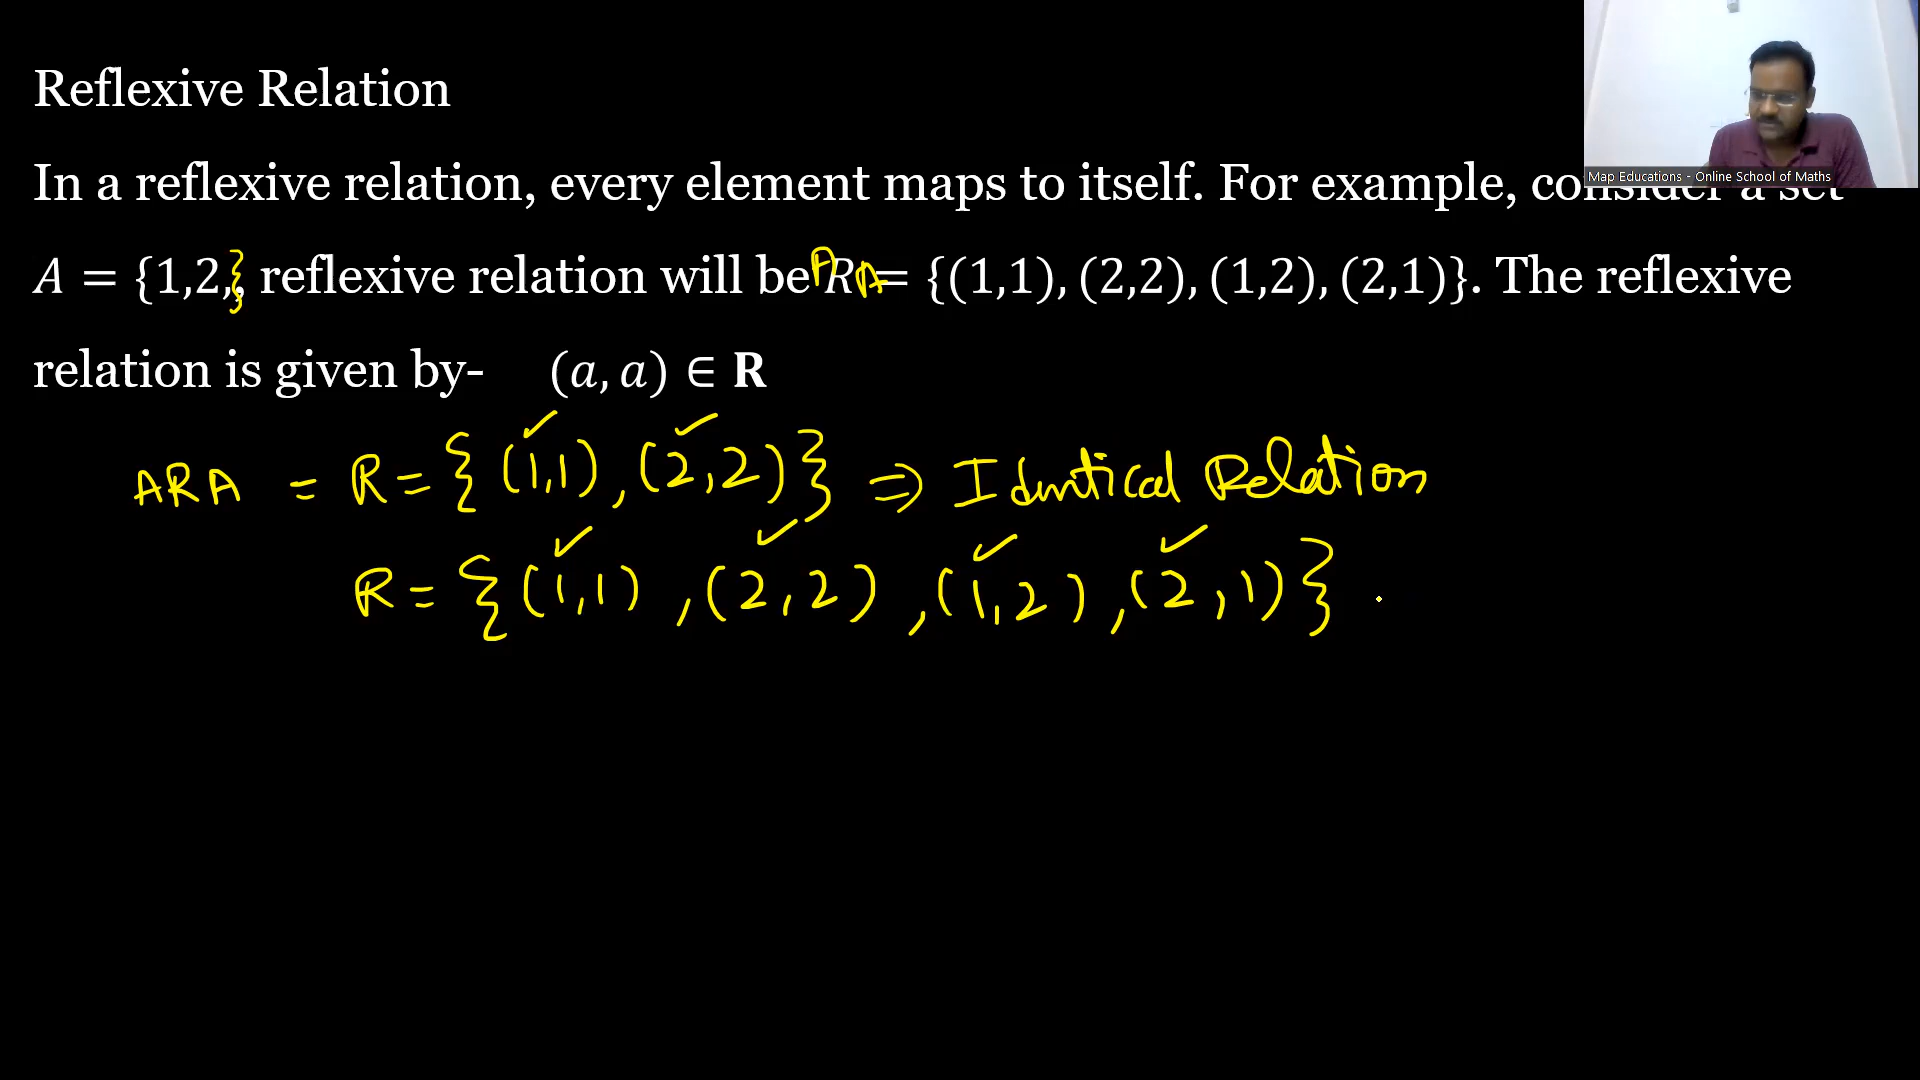 Reflexive Relation
Map Educations - Online School of Maths
In a reflexive relation, every element maps to itself. For example, consider a set
A = {1,2,} reflexive relation will be A R A = {(1,1), (2,2), (1,2), (2,1)}. The reflexive
relation is given by- (a, a) ∈ R
ARA = R = { (1,1), (2,2) } ⇒ Identical Relation
R = { (1,1) , (2,2) , (1,2) , (2,1) }